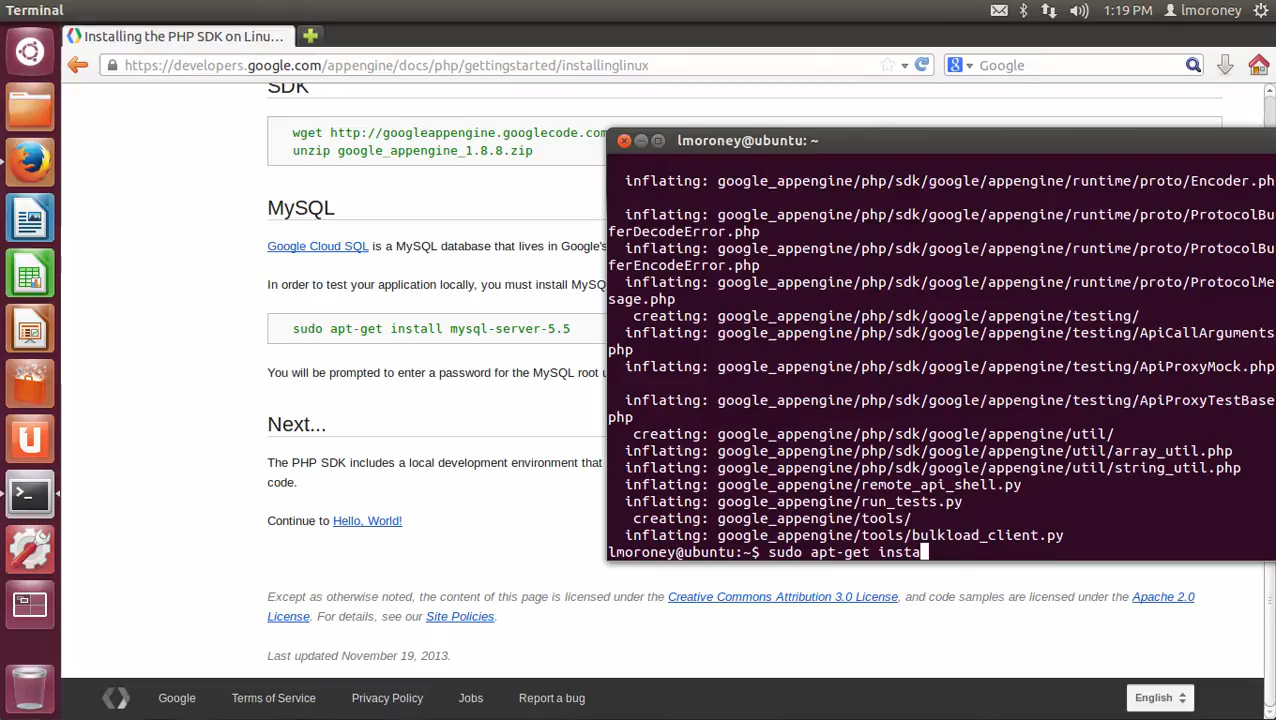 Terminal
1:19 PM
lmoroney
Installing the PHP SDK on Linu...
https://developers.google.com/appengine/docs/php/gettingstarted/installinglinux
Google
SDK
wget http://googleappengine.googlecode.com
unzip google_appengine_1.8.8.zip
MySQL
Google Cloud SQL is a MySQL database that lives in Google's
In order to test your application locally, you must install MySQ
sudo apt-get install mysql-server-5.5
You will be prompted to enter a password for the MySQL root u
Next...
The PHP SDK includes a local development environment that
code.
Continue to Hello, World!
lmoroney@ubuntu: ~
inflating: google_appengine/php/sdk/google/appengine/runtime/proto/Encoder.ph
inflating: google_appengine/php/sdk/google/appengine/runtime/proto/ProtocolBu
ferDecodeError.php
inflating: google_appengine/php/sdk/google/appengine/runtime/proto/ProtocolBu
ferEncodeError.php
inflating: google_appengine/php/sdk/google/appengine/runtime/proto/ProtocolMe
sage.php
creating: google_appengine/php/sdk/google/appengine/testing/
inflating: google_appengine/php/sdk/google/appengine/testing/ApiCallArguments
php
inflating: google_appengine/php/sdk/google/appengine/testing/ApiProxyMock.php
inflating: google_appengine/php/sdk/google/appengine/testing/ApiProxyTestBase
php
creating: google_appengine/php/sdk/google/appengine/util/
inflating: google_appengine/php/sdk/google/appengine/util/array_util.php
inflating: google_appengine/php/sdk/google/appengine/util/string_util.php
inflating: google_appengine/remote_api_shell.py
inflating: google_appengine/run_tests.py
creating: google_appengine/tools/
inflating: google_appengine/tools/bulkload_client.py
lmoroney@ubuntu:~$ sudo apt-get insta
Except as otherwise noted, the content of this page is licensed under the Creative Commons Attribution 3.0 License, and code samples are licensed under the Apache 2.0
License. For details, see our Site Policies.
Last updated November 19, 2013.
Google
Terms of Service
Privacy Policy
Jobs
Report a bug
English